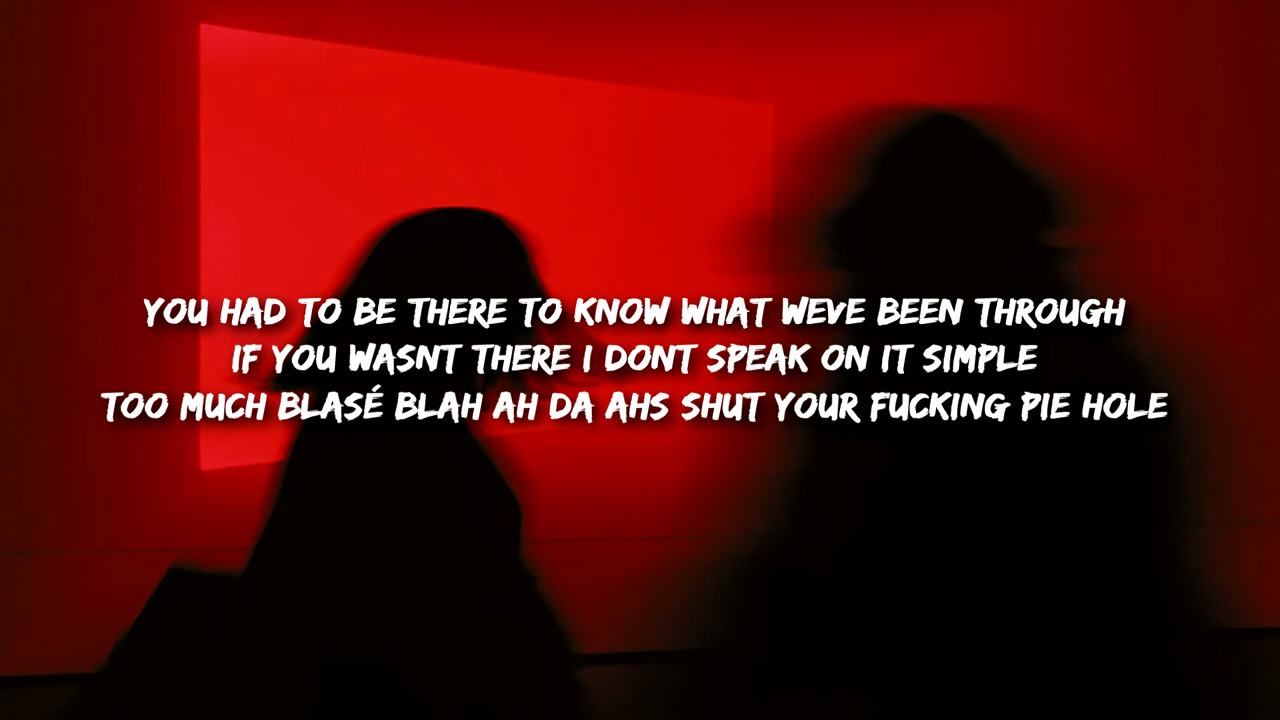 YOU HAD TO BE THERE TO KNOW WHAT WEVE BEEN THROUGH
IF YOU WASNT THERE I DONT SPEAK ON IT SIMPLE
TOO MUCH BLASÉ BLAH AH DA AHS SHUT YOUR FUCKING PIE HOLE